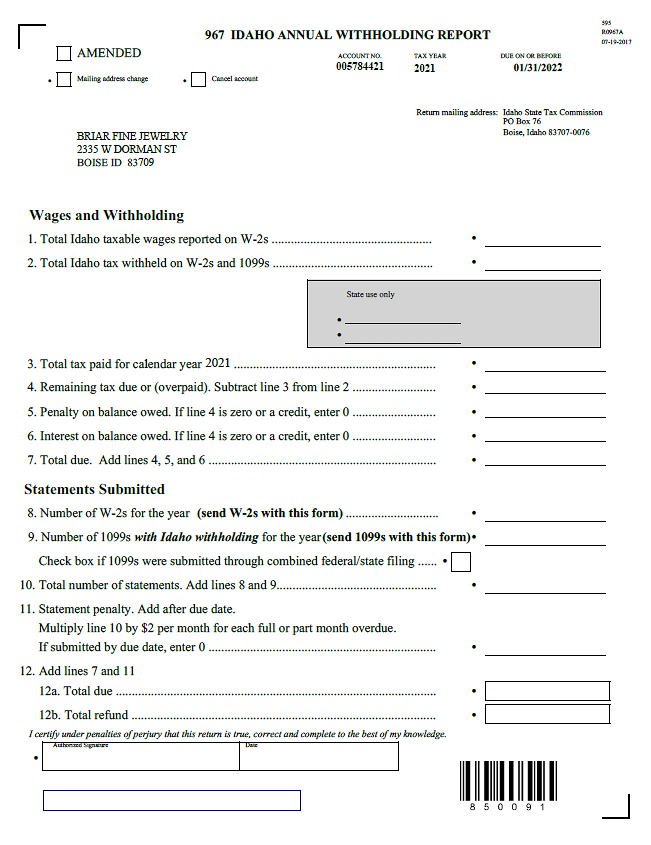 595
R0967A
07-19-2017
967 IDAHO ANNUAL WITHHOLDING REPORT
AMENDED
ACCOUNT NO. TAX YEAR DUE ON OR BEFORE
005784421 2021 01/31/2022
• Mailing address change • Cancel account
Return mailing address: Idaho State Tax Commission
PO Box 76
Boise, Idaho 83707-0076
BRIAR FINE JEWELRY
2335 W DORMAN ST
BOISE ID 83709
Wages and Withholding
1. Total Idaho taxable wages reported on W-2s ................................................. •
2. Total Idaho tax withheld on W-2s and 1099s ................................................. •
State use only
•
•
3. Total tax paid for calendar year 2021 .............................................................. •
4. Remaining tax due or (overpaid). Subtract line 3 from line 2 ......................... •
5. Penalty on balance owed. If line 4 is zero or a credit, enter 0 ......................... •
6. Interest on balance owed. If line 4 is zero or a credit, enter 0 ......................... •
7. Total due. Add lines 4, 5, and 6 ...................................................................... •
Statements Submitted
8. Number of W-2s for the year (send W-2s with this form) ............................ •
9. Number of 1099s with Idaho withholding for the year(send 1099s with this form)•
Check box if 1099s were submitted through combined federal/state filing ...... •
10. Total number of statements. Add lines 8 and 9................................................ •
11. Statement penalty. Add after due date.
Multiply line 10 by $2 per month for each full or part month overdue.
If submitted by due date, enter 0 ..................................................................... •
12. Add lines 7 and 11
12a. Total due ................................................................................................ •
12b. Total refund ............................................................................................ •
I certify under penalties of perjury that this return is true, correct and complete to the best of my knowledge.
Authorized Signature Date
•
850091